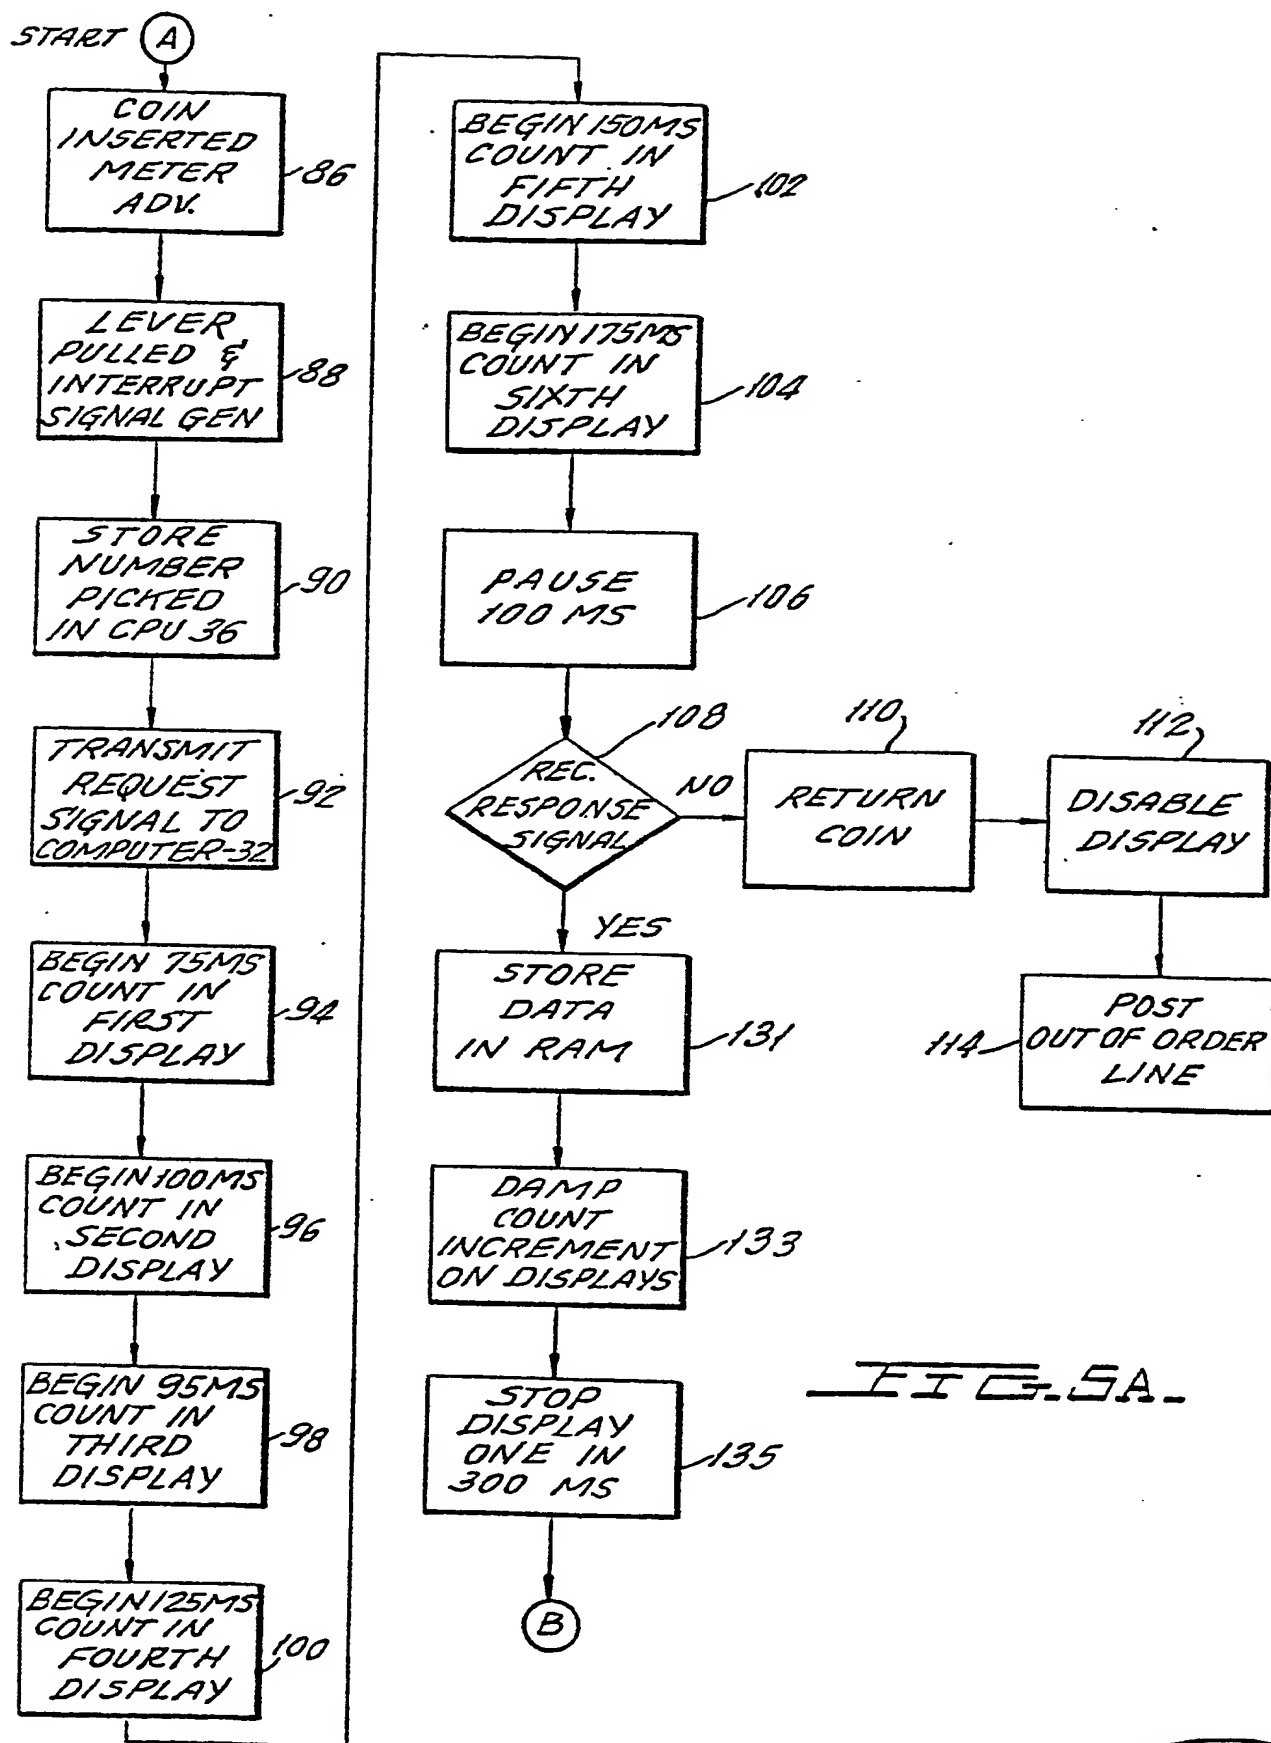 START A
COIN
INSERTED
METER
ADV.
86
LEVER
PULLED &
INTERRUPT
SIGNAL GEN
88
STORE
NUMBER
PICKED
IN CPU 36
90
TRANSMIT
REQUEST
SIGNAL TO
COMPUTER-32
92
BEGIN 75MS
COUNT IN
FIRST
DISPLAY
94
BEGIN 100MS
COUNT IN
SECOND
DISPLAY
96
BEGIN 95MS
COUNT IN
THIRD
DISPLAY
98
BEGIN 125MS
COUNT IN
FOURTH
DISPLAY
100
BEGIN 150MS
COUNT IN
FIFTH
DISPLAY
102
BEGIN 175MS
COUNT IN
SIXTH
DISPLAY
104
PAUSE
100 MS
106
REC.
RESPONSE
SIGNAL
108
NO
RETURN
COIN
110
DISABLE
DISPLAY
112
POST
OUT OF ORDER
LINE
114
YES
STORE
DATA
IN RAM
131
DAMP
COUNT
INCREMENT
ON DISPLAYS
133
STOP
DISPLAY
ONE IN
300 MS
135
B
FIG. 5A.